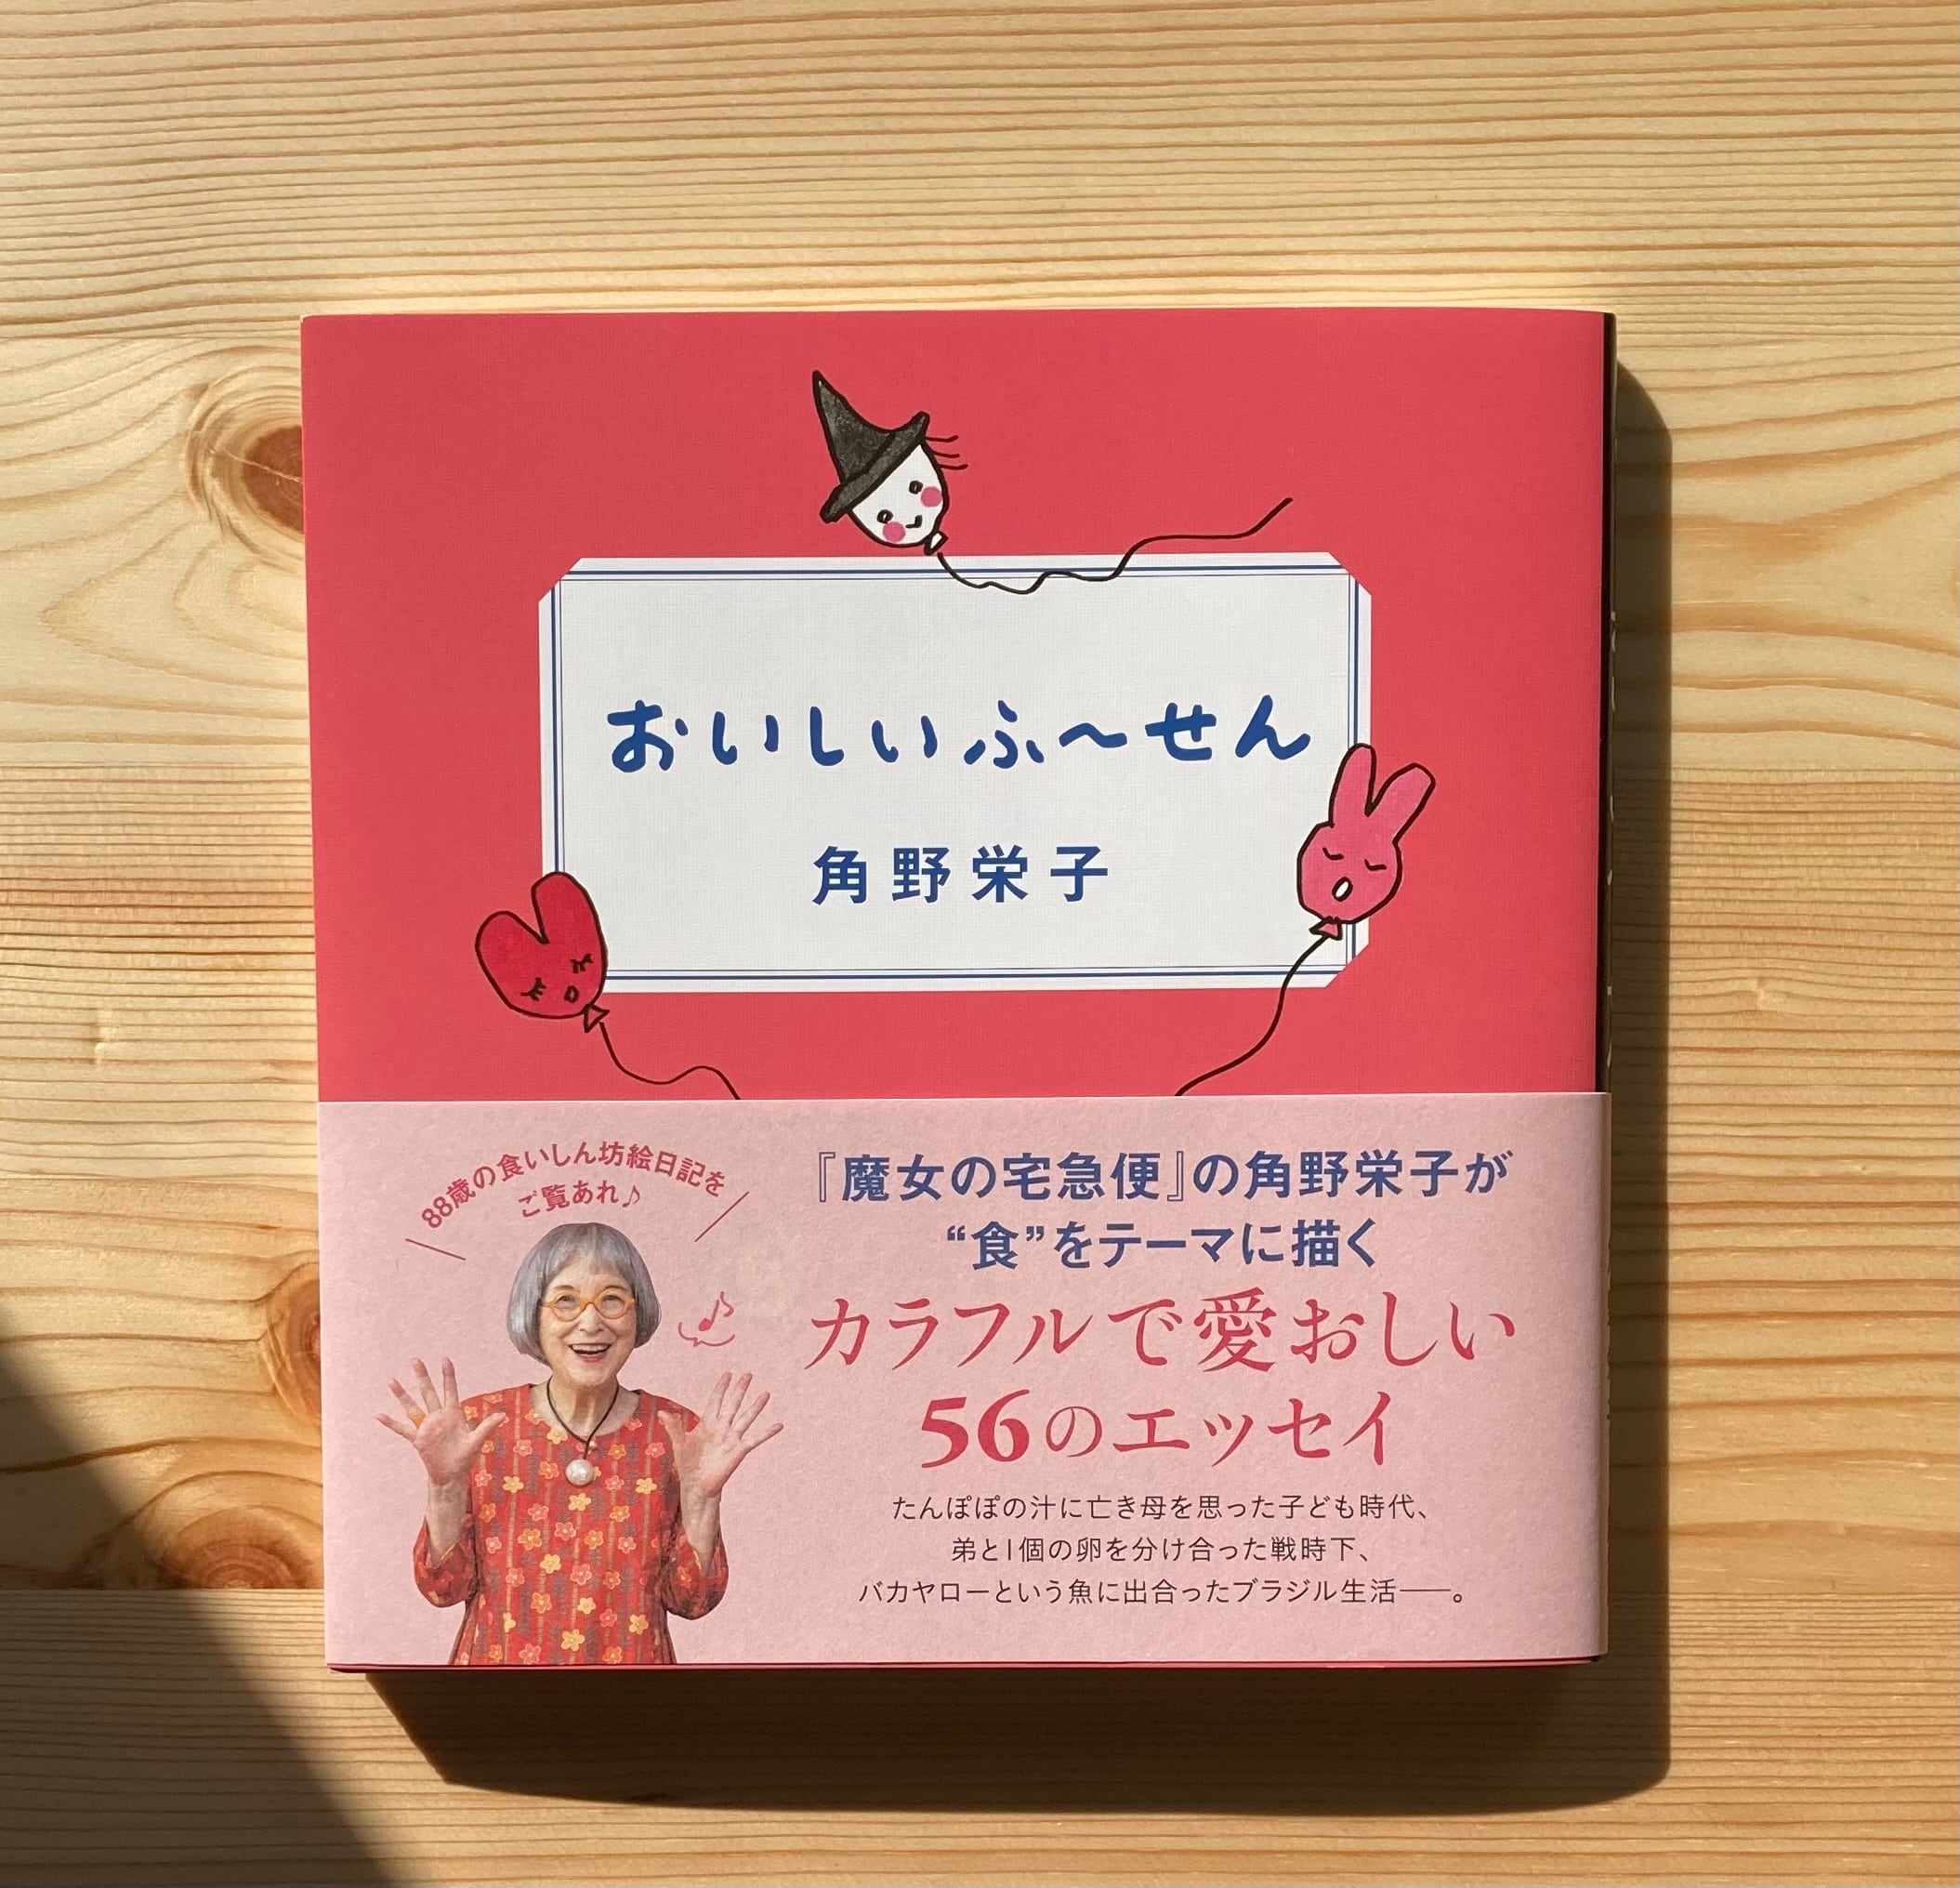 おいしいふ〜せん
角野栄子
88歳の食いしん坊絵日記を
ご覧あれ♪
『魔女の宅急便』の角野栄子が
“食”をテーマに描く
カラフルで愛おしい
56のエッセイ
たんぽぽの汁に亡き母を思った子ども時代、
弟と1個の卵を分け合った戦時下、
バカヤローという魚に出合ったブラジル生活──。